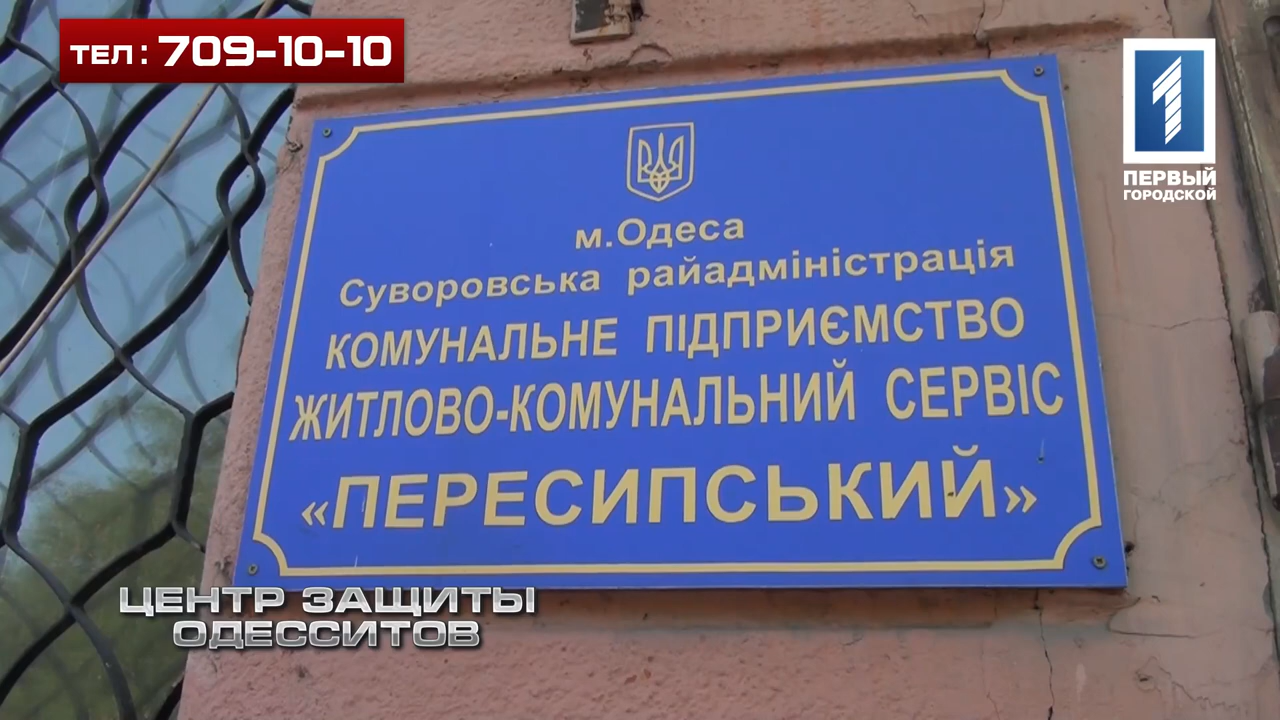 ТЕЛ : 709-10-10
ПЕРВЫЙ
ГОРОДСКОЙ
м.Одеса
Суворовська райадміністрація
КОМУНАЛЬНЕ ПІДПРИЄМСТВО
ЖИТЛОВО-КОМУНАЛЬНИЙ СЕРВІС
«ПЕРЕСИПСЬКИЙ»
ЦЕНТР ЗАЩИТЫ
ОДЕССИТОВ